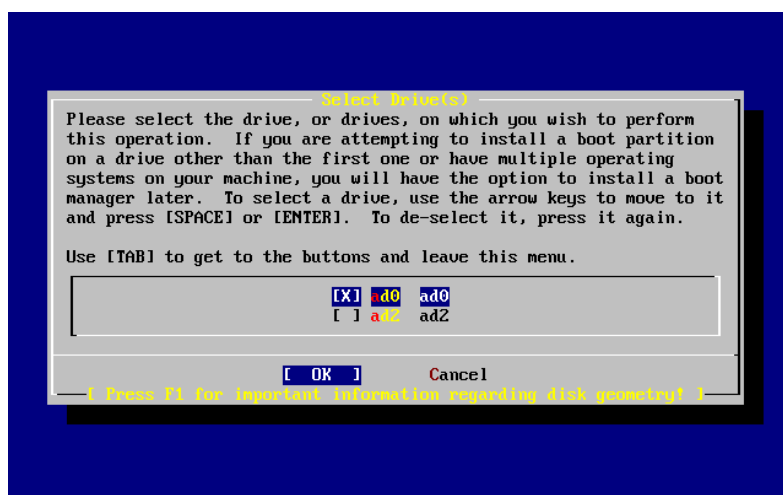 Select Drive(s)
Please select the drive, or drives, on which you wish to perform
this operation.  If you are attempting to install a boot partition
on a drive other than the first one or have multiple operating
systems on your machine, you will have the option to install a boot
manager later.  To select a drive, use the arrow keys to move to it
and press [SPACE] or [ENTER].  To de-select it, press it again.
Use [TAB] to get to the buttons and leave this menu.
[X] ad0  ad0
[ ] ad2  ad2
[  OK  ]  Cancel
[ Press F1 for important information regarding disk geometry! ]